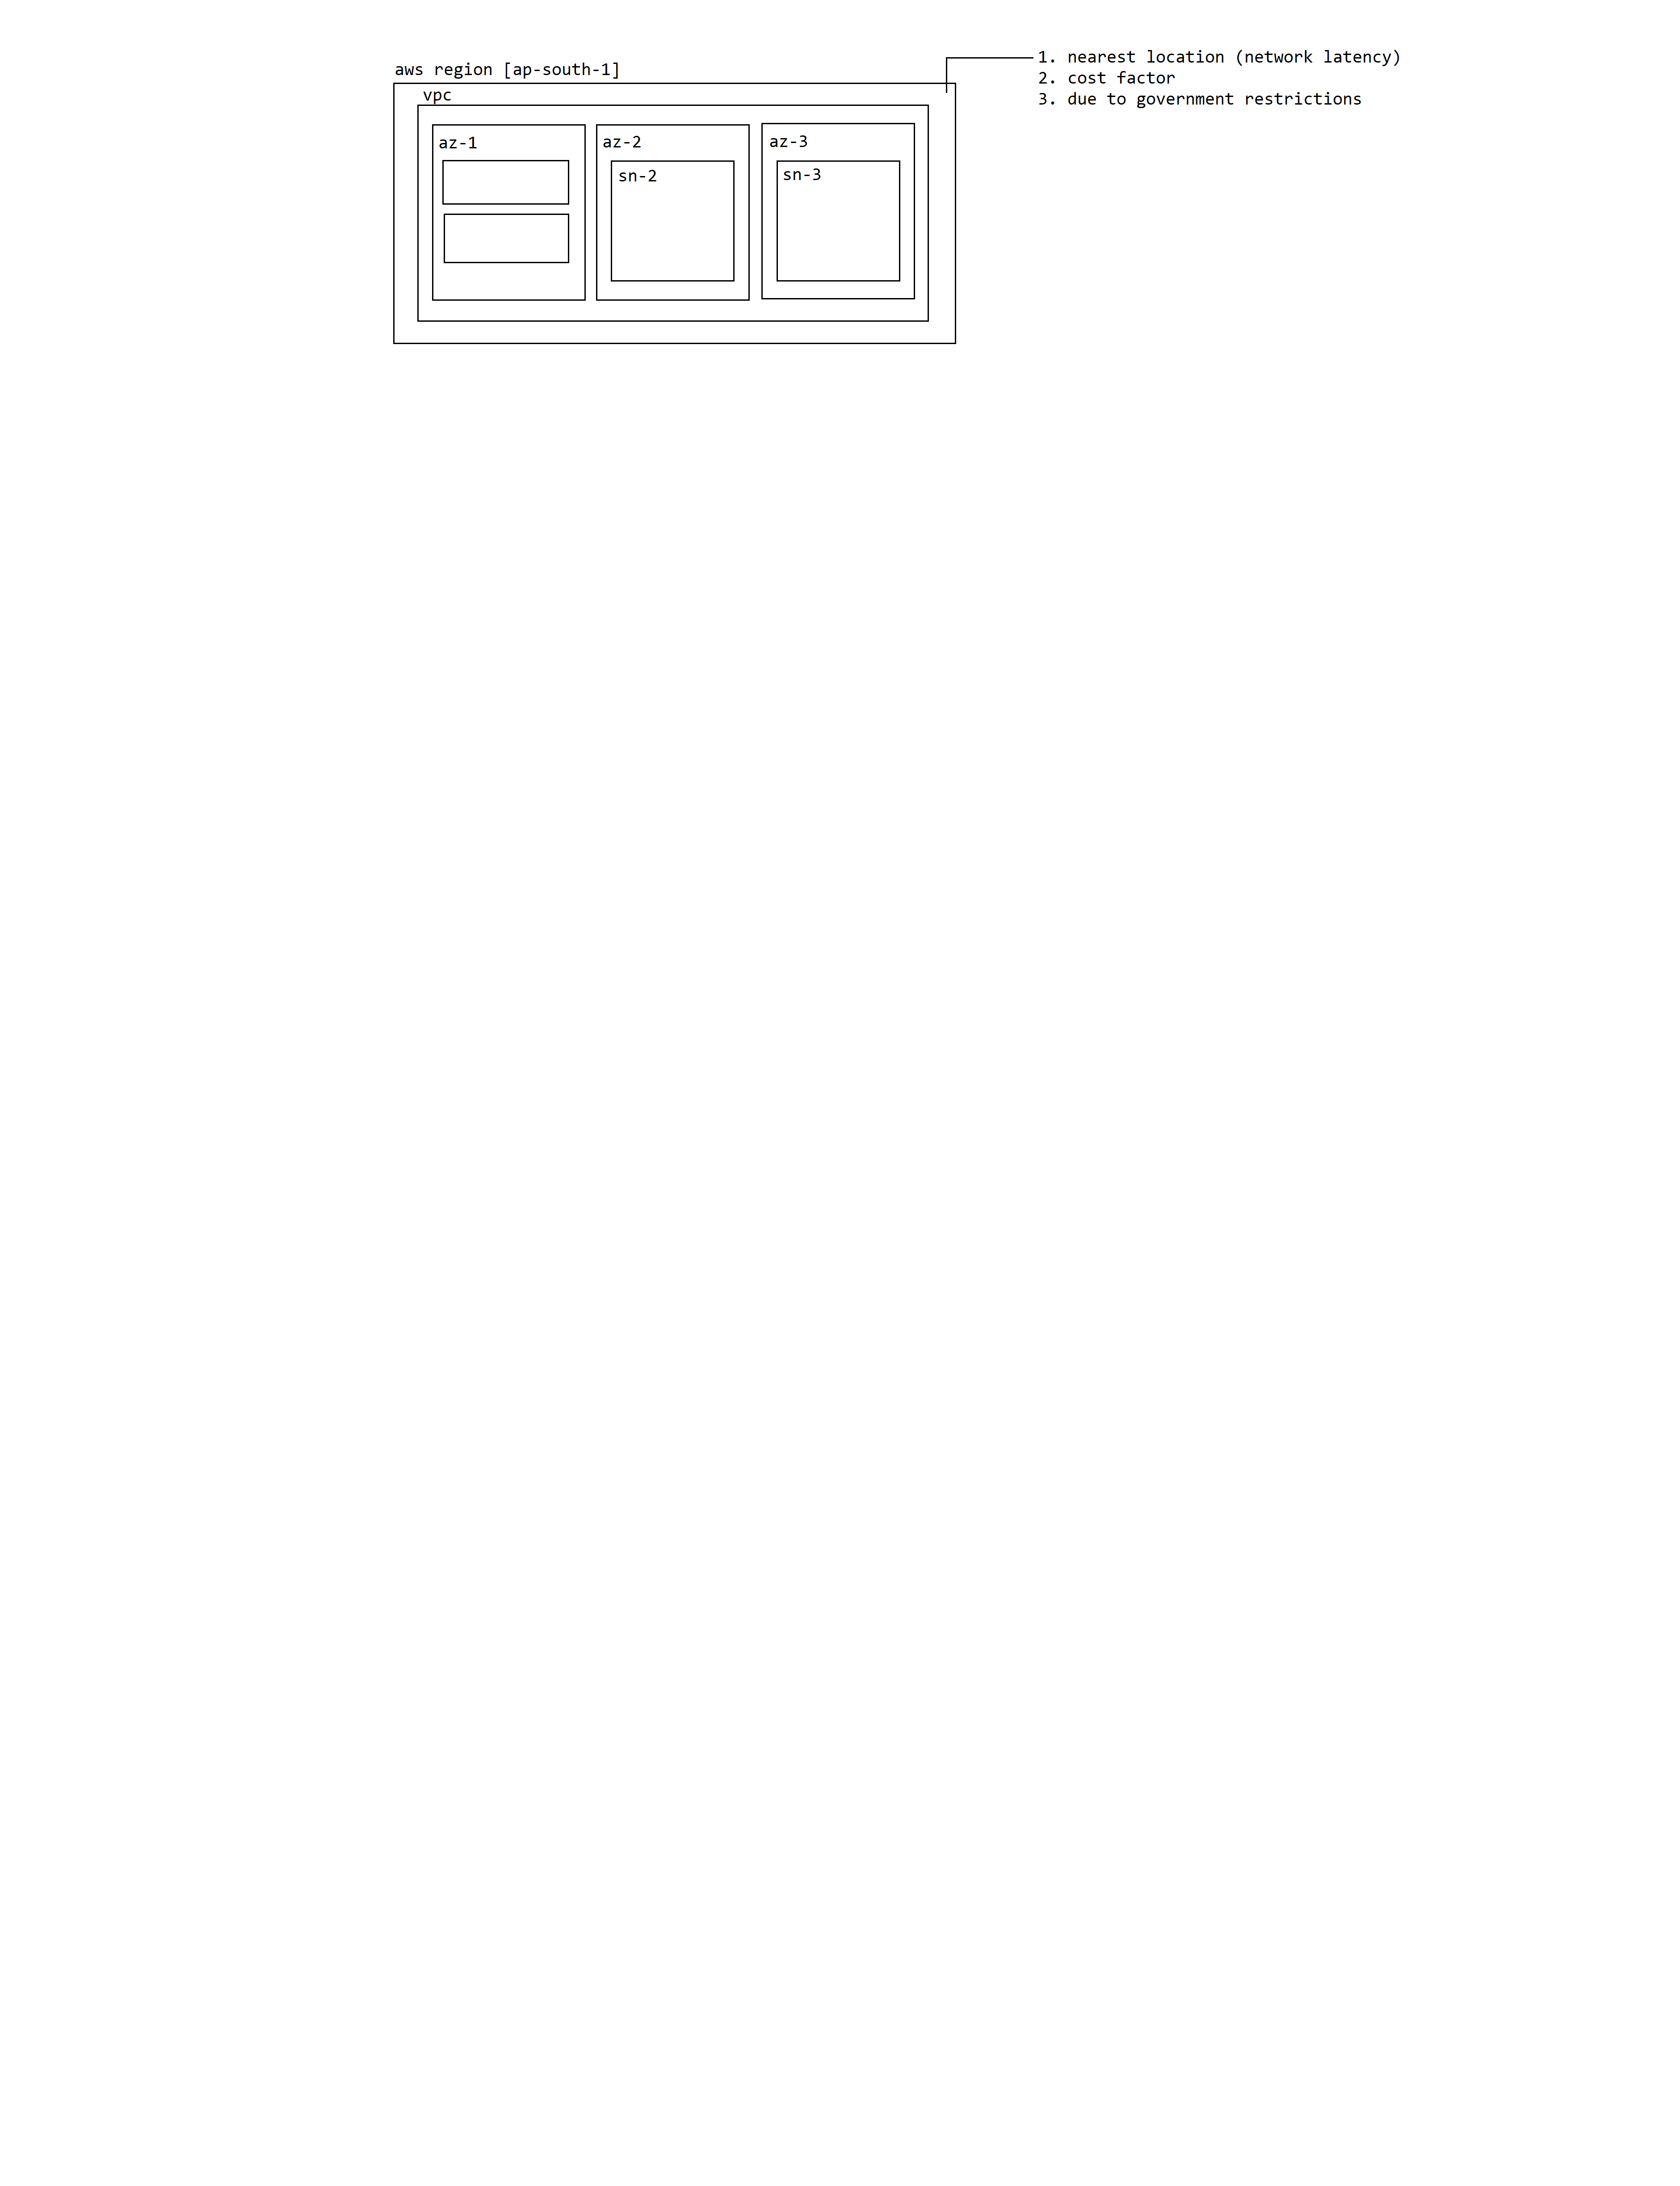 aws region [ap-south-1]
1. nearest location (network latency)
2. cost factor
3. due to government restrictions
vpc
az-1
az-2
az-3
sn-2
sn-3